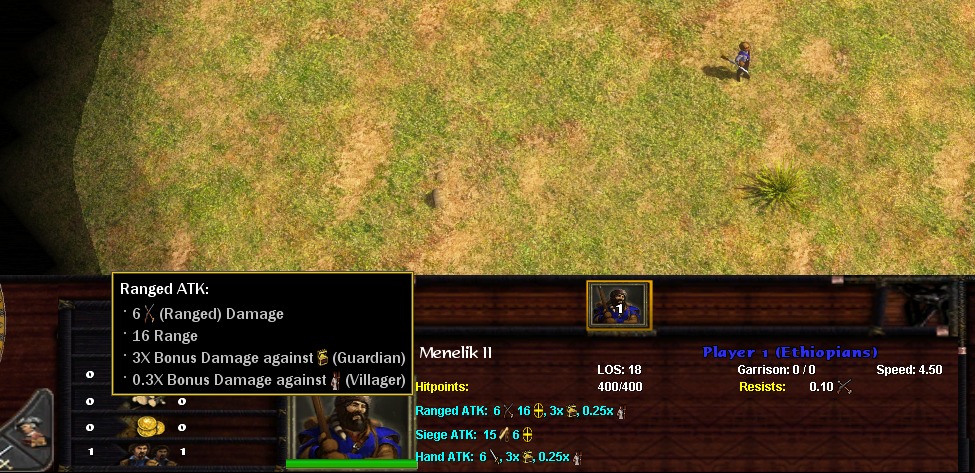 Ranged ATK:
· 6 (Ranged) Damage
· 16 Range
· 3X Bonus Damage against (Guardian)
· 0.3X Bonus Damage against (Villager)
0
0 0
0 0
1 1
1
Menelik II
Player 1 (Ethiopians)
LOS: 18 Garrison: 0 / 0 Speed: 4.50
Hitpoints: 400/400 Resists: 0.10
Ranged ATK: 6 16 , 3x , 0.25x
Siege ATK: 15 6
Hand ATK: 6 , 3x , 0.25x